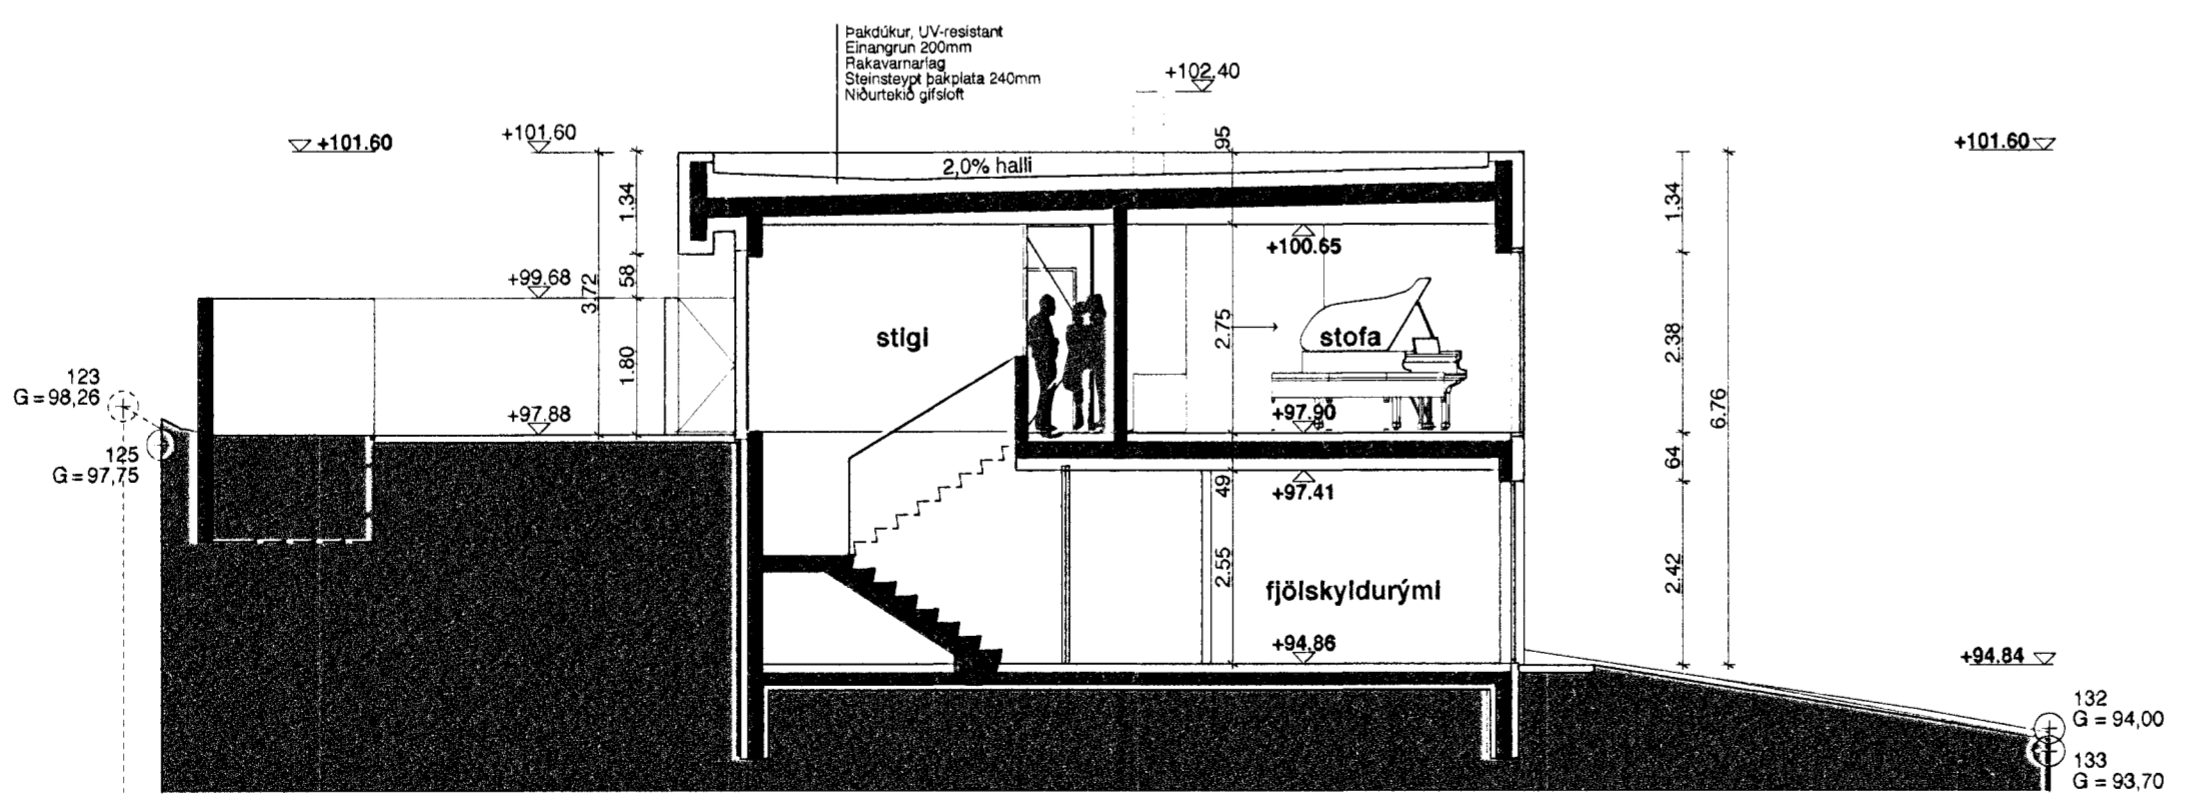 Þakdúkur, UV-resistant
Einangrun 200mm
Rakavarnarlag
Steinsteypt þakplata 240mm
Niðurtekið gifsloft
+102,40
+101.60
+101,60
95
+101.60
2,0% halli
1.34
1.34
+100.65
+99.68
58
3.72
stigi
2.75
stofa
2.38
1.80
123
G = 98,26
+97.88
+97.90
6.76
125
G = 97,75
64
49
+97.41
2.55
2.42
fjölskyldurými
+94.86
+94.84
132
G = 94,00
133
G = 93,70